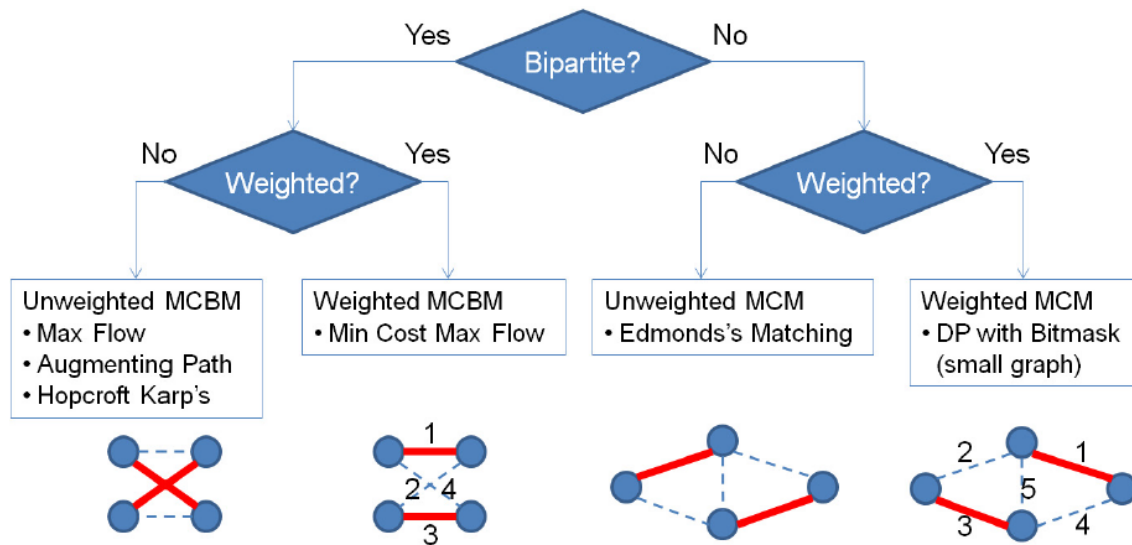 Yes
No
Bipartite?
No
Yes
No
Yes
Weighted?
Weighted?
Unweighted MCBM
• Max Flow
• Augmenting Path
• Hopcroft Karp's
Weighted MCBM
• Min Cost Max Flow
Unweighted MCM
• Edmonds's Matching
Weighted MCM
• DP with Bitmask
(small graph)
1
2 4
3
2 1
5
3 4